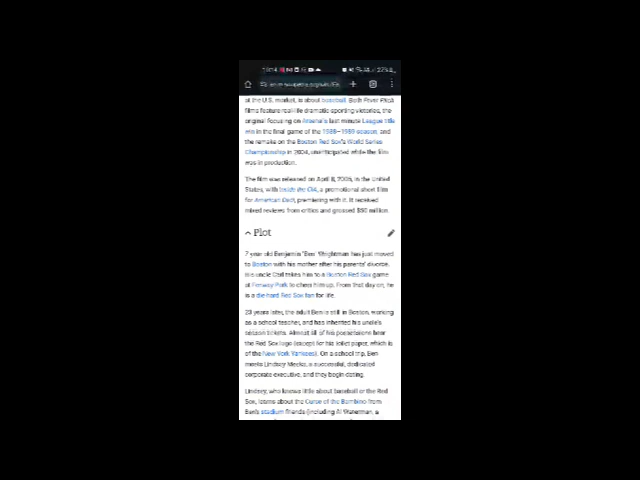 of the U.S. market, is about baseball. Both Fever Pitch
films feature real-life dramatic sporting victories, the
original focusing on Arsenal's last minute League title
win in the final game of the 1988–1989 season, and
the remake on the Boston Red Sox's World Series
Championship in 2004, unanticipated while the film
was in production.
The film was released on April 8, 2005, in the United
States, with Inside the CIA, a promotional short film
for American Dad!, premiering with it. It received
mixed reviews from critics and grossed $50 million.
Plot
7-year-old Benjamin "Ben" Wrightman has just moved
to Boston with his mother after his parents' divorce.
His uncle Carl takes him to a Boston Red Sox game
at Fenway Park to cheer him up. From that day on, he
is a die-hard Red Sox fan for life.
23 years later, the adult Ben is still in Boston, working
as a school teacher, and has inherited his uncle's
season tickets. Almost all of his possessions bear
the Red Sox logo (except for his toilet paper, which is
of the New York Yankees). On a school trip, Ben
meets Lindsey Meeks, a successful, dedicated
corporate executive, and they begin dating.
Lindsey, who knows little about baseball or the Red
Sox, learns about the Curse of the Bambino from
Ben's stadium friends (including Al Waterman, a